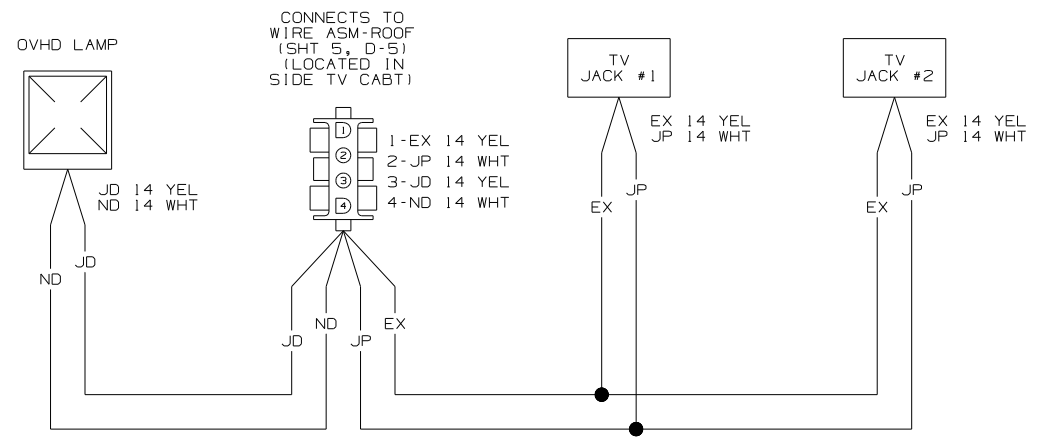 CONNECTS TO
WIRE ASM-ROOF
(SHT 5, D-5)
(LOCATED IN
SIDE TV CABT)
OVHD LAMP
TV
JACK #1
TV
JACK #2
1
2
3
4
1-EX 14 YEL
2-JP 14 WHT
3-JD 14 YEL
4-ND 14 WHT
EX 14 YEL
JP 14 WHT
EX 14 YEL
JP 14 WHT
JD 14 YEL
ND 14 WHT
JP
JP
EX
EX
JD
ND
ND
EX
JD
JP